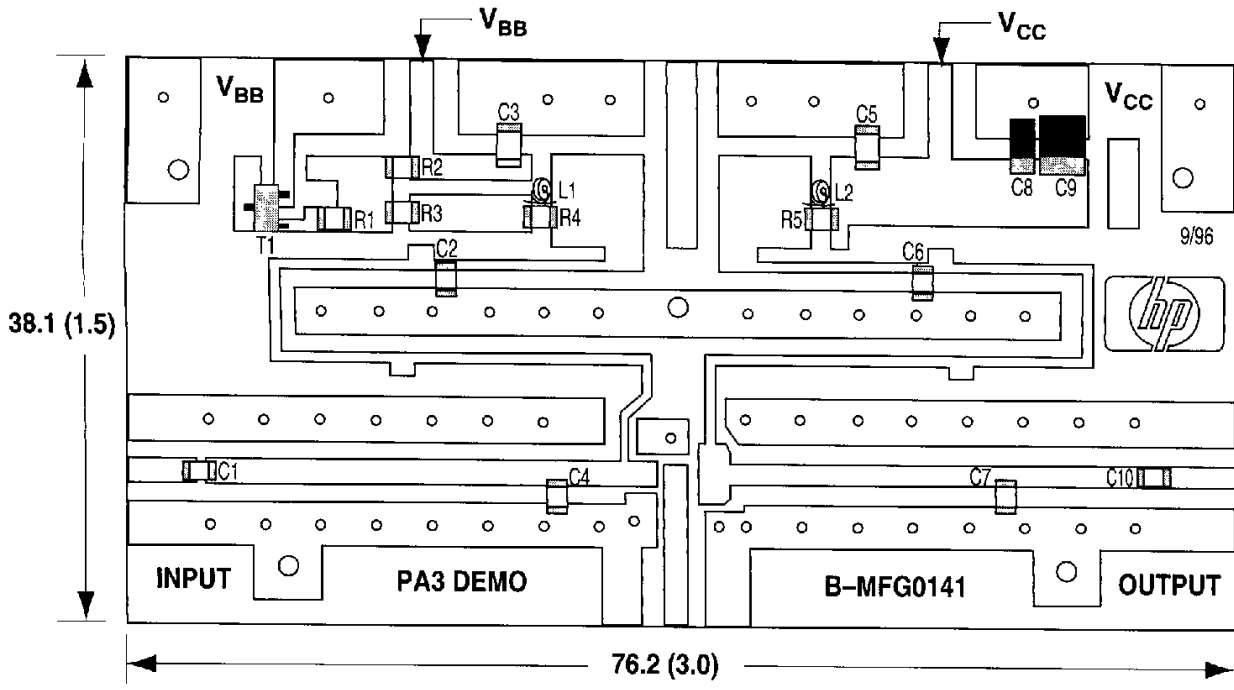 V_BB
V_CC
V_BB
V_CC
C3
C5
R2
C8
C9
L1
L2
R1
R3
R4
R5
T1
9/96
C2
C6
hp
38.1 (1.5)
C1
C4
C7
C10
INPUT
PA3 DEMO
B–MFG0141
OUTPUT
76.2 (3.0)